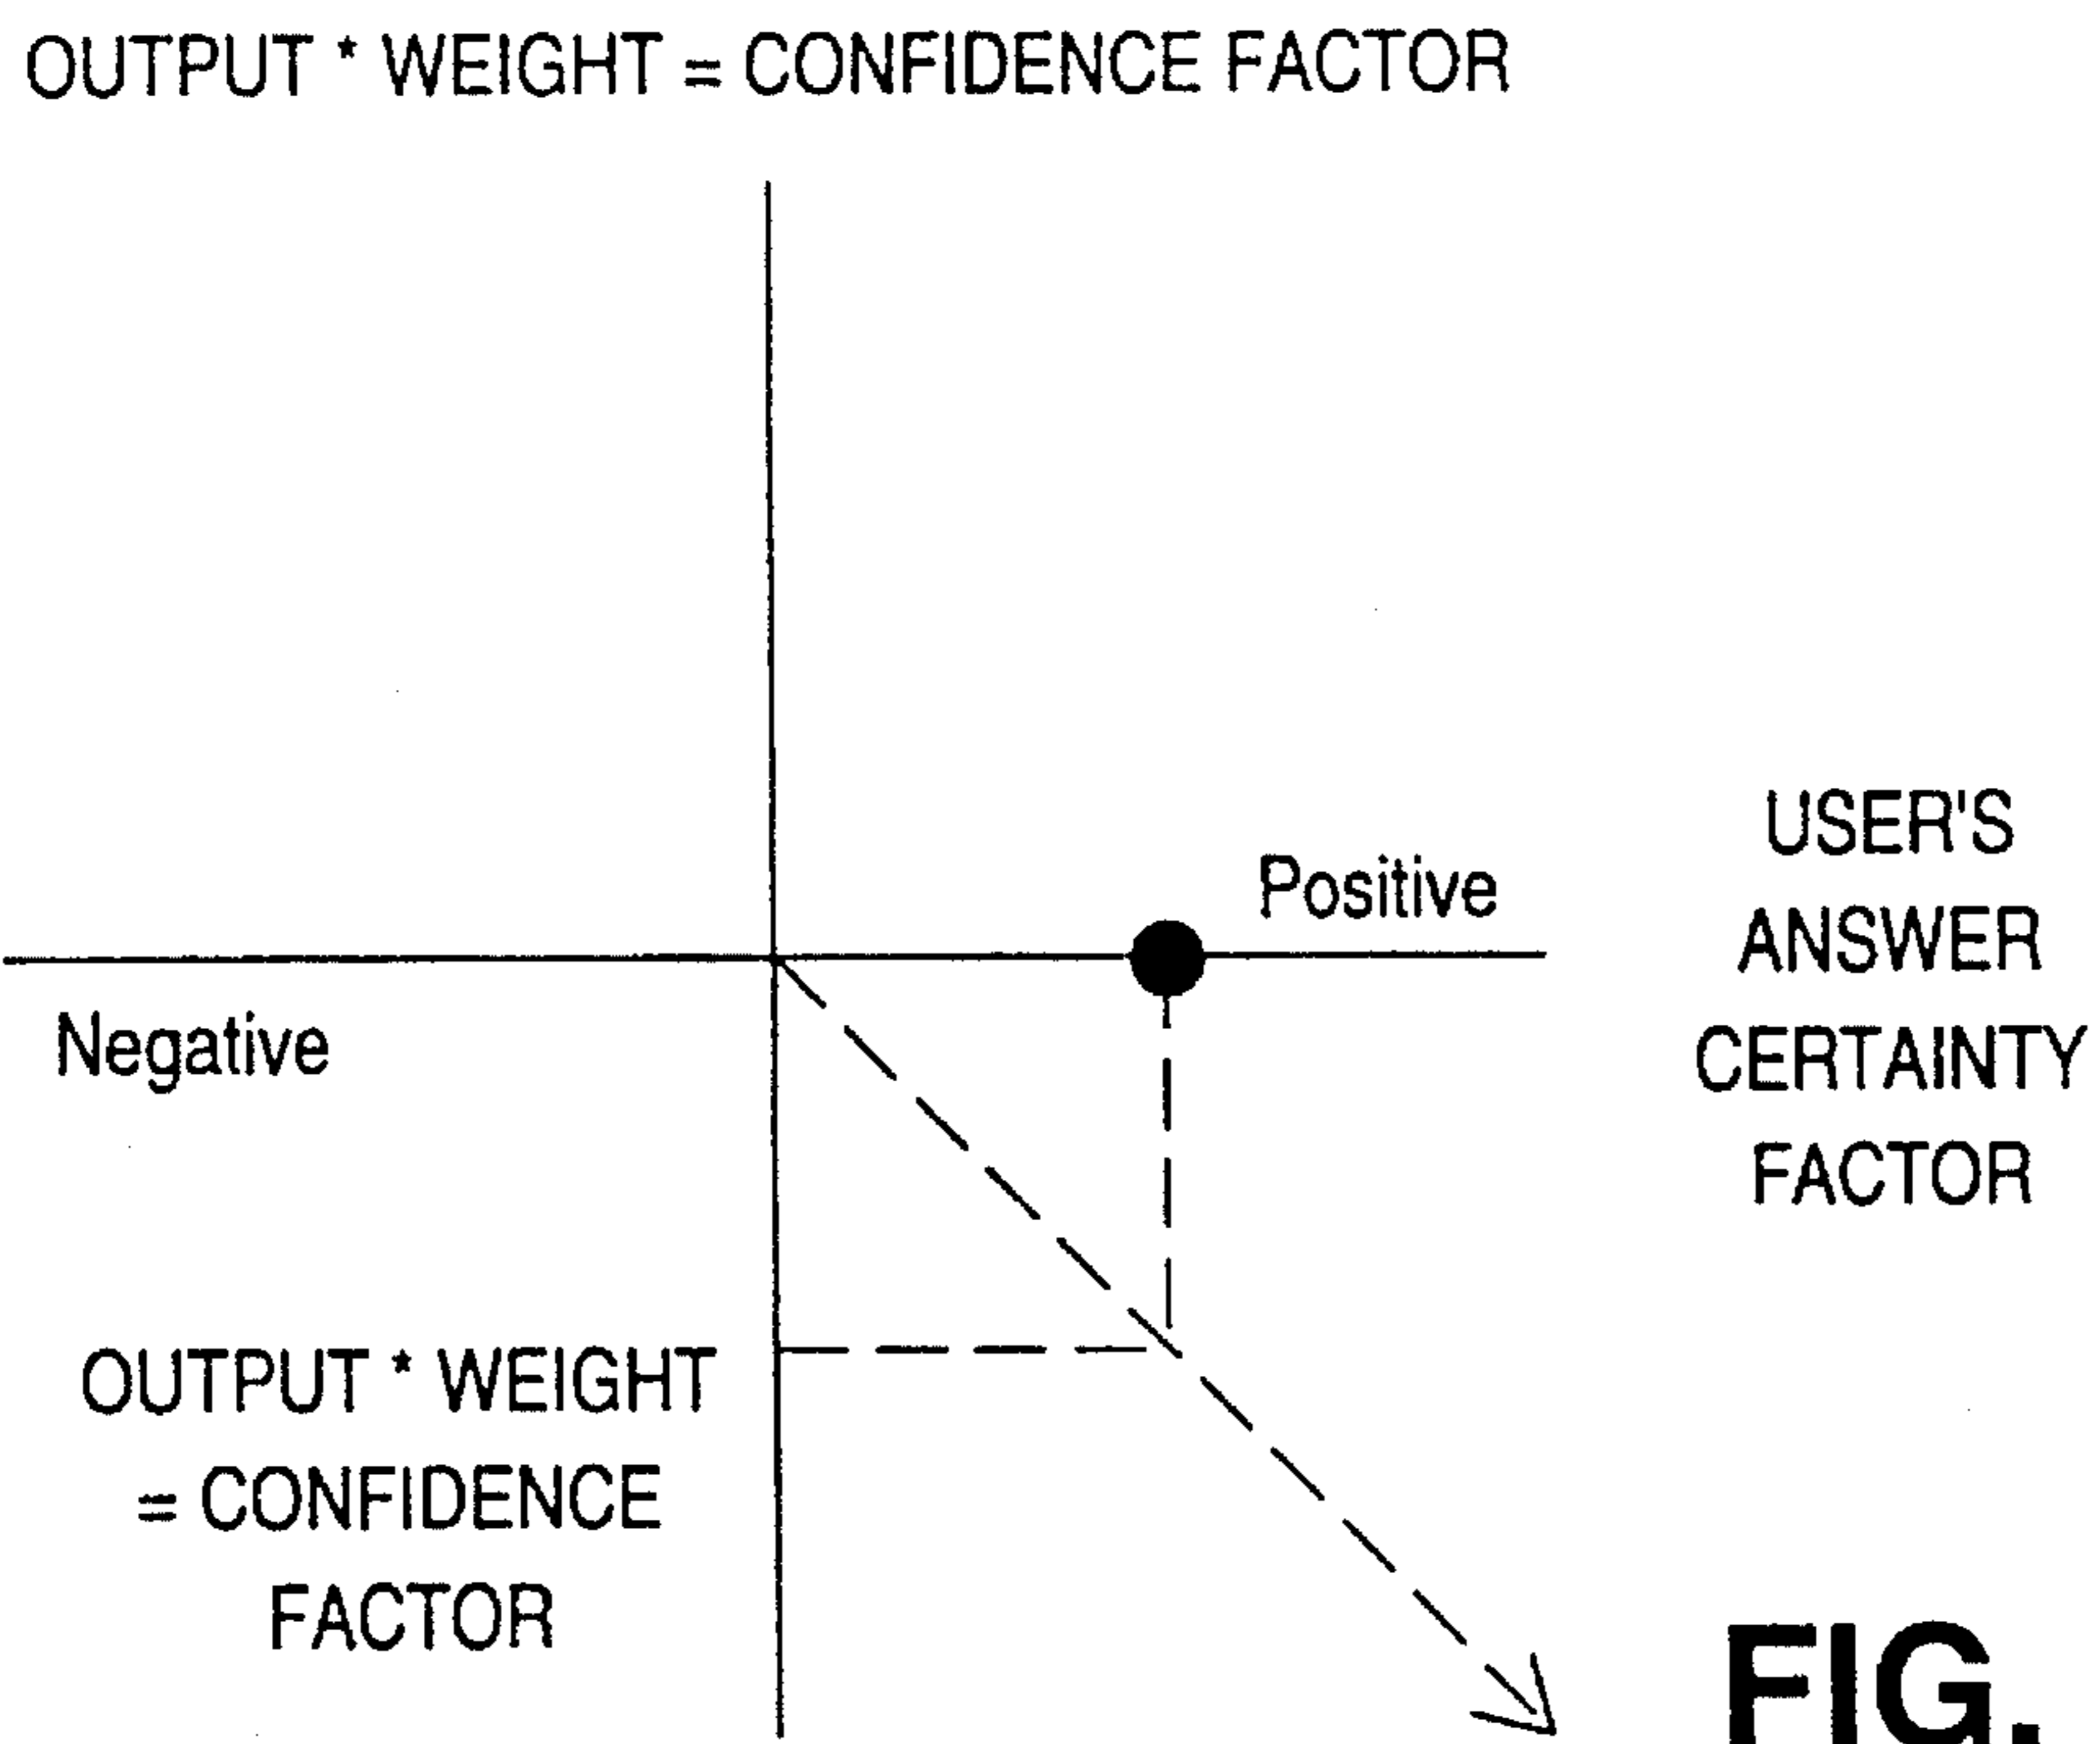 OUTPUT * WEIGHT = CONFIDENCE FACTOR
Positive
USER'S
ANSWER
CERTAINTY
FACTOR
Negative
OUTPUT * WEIGHT
= CONFIDENCE
FACTOR
FIG.